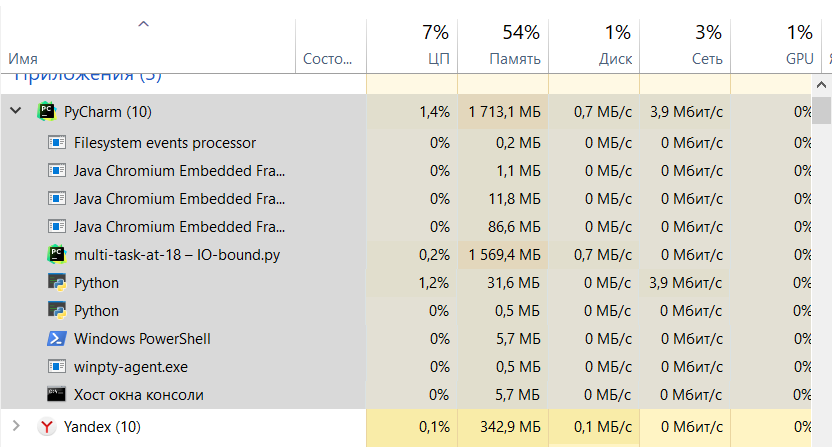 7% 54% 1% 3% 1%
Имя Состо... ЦП Память Диск Сеть GPU Я
Приложения (3)
PyCharm (10) 1,4% 1 713,1 МБ 0,7 МБ/с 3,9 Мбит/с 0%
Filesystem events processor 0% 0,2 МБ 0 МБ/с 0 Мбит/с 0%
Java Chromium Embedded Fra... 0% 1,1 МБ 0 МБ/с 0 Мбит/с 0%
Java Chromium Embedded Fra... 0% 11,8 МБ 0 МБ/с 0 Мбит/с 0%
Java Chromium Embedded Fra... 0% 86,6 МБ 0 МБ/с 0 Мбит/с 0%
multi-task-at-18 – IO-bound.py 0,2% 1 569,4 МБ 0,7 МБ/с 0 Мбит/с 0%
Python 1,2% 31,6 МБ 0 МБ/с 3,9 Мбит/с 0%
Python 0% 0,5 МБ 0 МБ/с 0 Мбит/с 0%
Windows PowerShell 0% 5,7 МБ 0 МБ/с 0 Мбит/с 0%
winpty-agent.exe 0% 0,5 МБ 0 МБ/с 0 Мбит/с 0%
Хост окна консоли 0% 5,7 МБ 0 МБ/с 0 Мбит/с 0%
Yandex (10) 0,1% 342,9 МБ 0,1 МБ/с 0 Мбит/с 0%